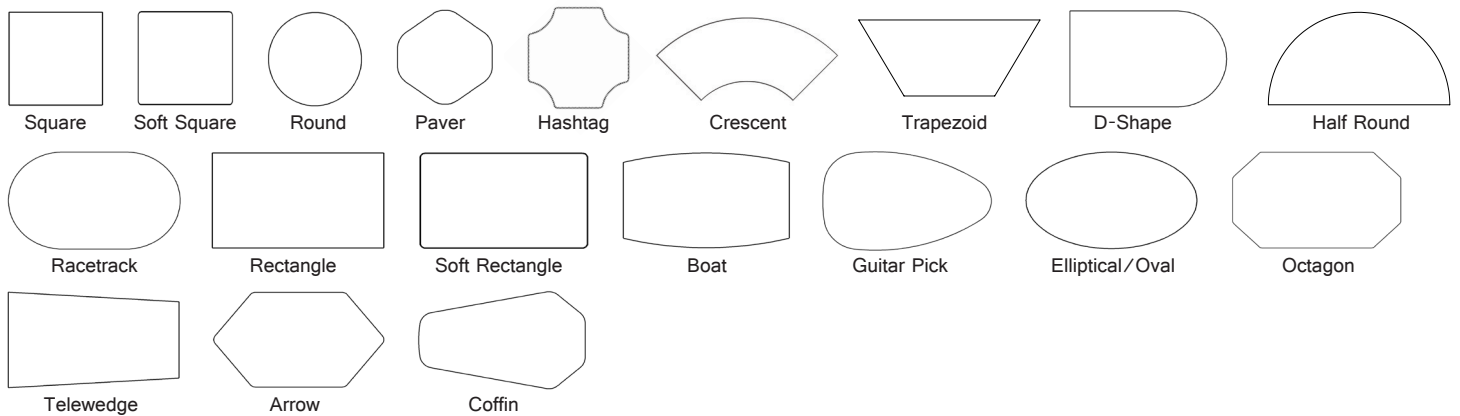 Square Soft Square Round Paver Hashtag Crescent Trapezoid D-Shape Half Round
Racetrack Rectangle Soft Rectangle Boat Guitar Pick Elliptical/Oval Octagon
Telewedge Arrow Coffin